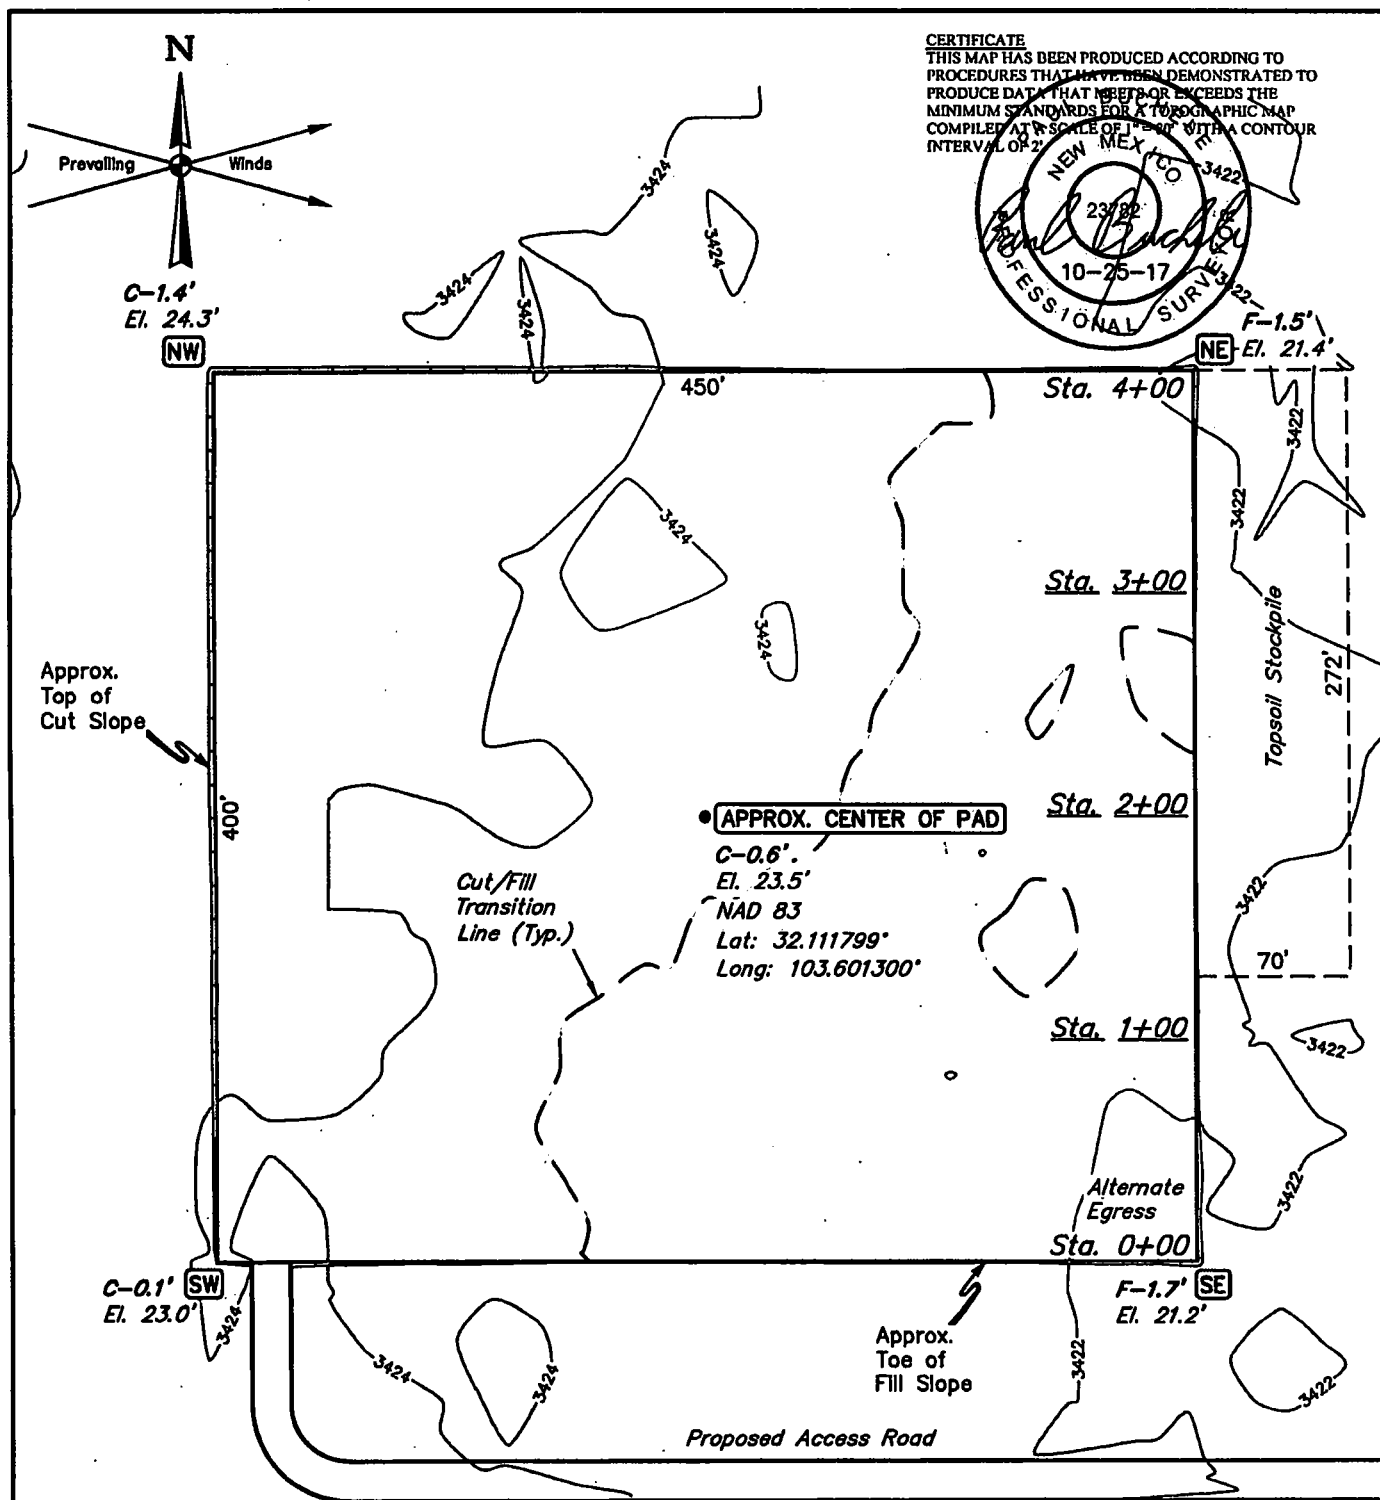 CERTIFICATE
THIS MAP HAS BEEN PRODUCED ACCORDING TO
PROCEDURES THAT HAVE BEEN DEMONSTRATED TO
PRODUCE DATA THAT MEETS OR EXCEEDS THE
MINIMUM STANDARDS FOR A TOPOGRAPHIC MAP
COMPILED AT A SCALE OF 1" = 80' WITH A CONTOUR
INTERVAL OF 2'
PAUL BUCHELE
NEW MEXICO
23782
10-25-17
PROFESSIONAL SURVEYOR
N
Prevailing Winds
C-1.4'
El. 24.3'
NW
3424
3424
3424
3424
3422
3422
F-1.5'
NE El. 21.4'
450'
Sta. 4+00
3422
3422
3424
Sta. 3+00
3424
Topsoil Stockpile
272'
Approx.
Top of
Cut Slope
400'
Sta. 2+00
APPROX. CENTER OF PAD
C-0.6'
El. 23.5'
NAD 83
Lat: 32.111799°
Long: 103.601300°
Cut/Fill
Transition
Line (Typ.)
3422
70'
Sta. 1+00
3422
Alternate
Egress
3422
Sta. 0+00
C-0.1' SW
El. 23.0'
3424
F-1.7' SE
El. 21.2'
Approx.
Toe of
Fill Slope
3424
3424
3422
3422
Proposed Access Road